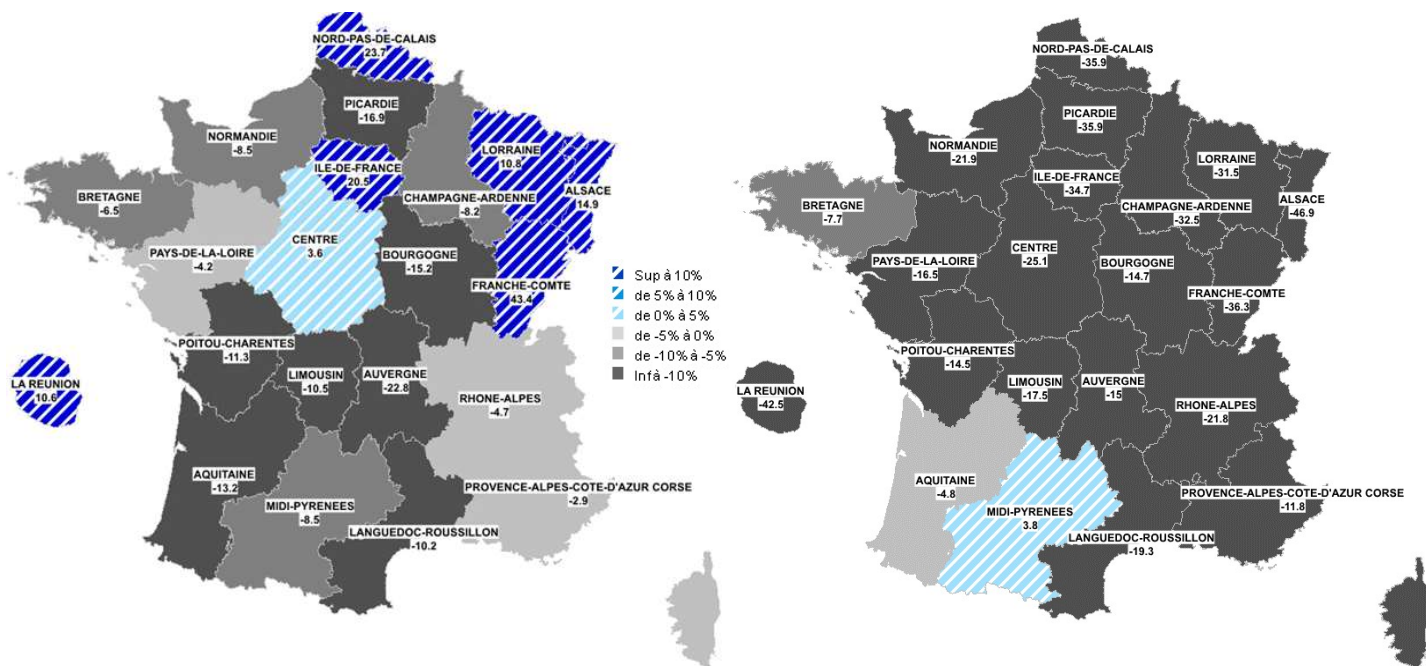 NORD-PAS-DE-CALAIS
23.7
PICARDIE
-16.9
NORMANDIE
-8.5
LORRAINE
10.8
ILE-DE-FRANCE
20.5
ALSACE
14.9
BRETAGNE
-6.5
CHAMPAGNE-ARDENNE
-8.2
CENTRE
3.6
PAYS-DE-LA-LOIRE
-4.2
BOURGOGNE
-15.2
FRANCHE-COMTE
43.4
POITOU-CHARENTES
-11.3
LIMOUSIN
-10.5
AUVERGNE
-22.8
LA REUNION
10.6
RHONE-ALPES
-4.7
AQUITAINE
-13.2
PROVENCE-ALPES-COTE-D'AZUR CORSE
-2.9
MIDI-PYRENEES
-8.5
LANGUEDOC-ROUSSILLON
-10.2
Sup à 10%
de 5% à 10%
de 0% à 5%
de -5% à 0%
de -10% à -5%
Inf à -10%
NORD-PAS-DE-CALAIS
-35.9
PICARDIE
-35.9
NORMANDIE
-21.9
LORRAINE
-31.5
ILE-DE-FRANCE
-34.7
ALSACE
-46.9
BRETAGNE
-7.7
CHAMPAGNE-ARDENNE
-32.5
CENTRE
-25.1
PAYS-DE-LA-LOIRE
-16.5
BOURGOGNE
-14.7
FRANCHE-COMTE
-36.3
POITOU-CHARENTES
-14.5
LIMOUSIN
-17.5
AUVERGNE
-15
LA REUNION
-42.5
RHONE-ALPES
-21.8
AQUITAINE
-4.8
PROVENCE-ALPES-COTE-D'AZUR CORSE
-11.8
MIDI-PYRENEES
3.8
LANGUEDOC-ROUSSILLON
-19.3